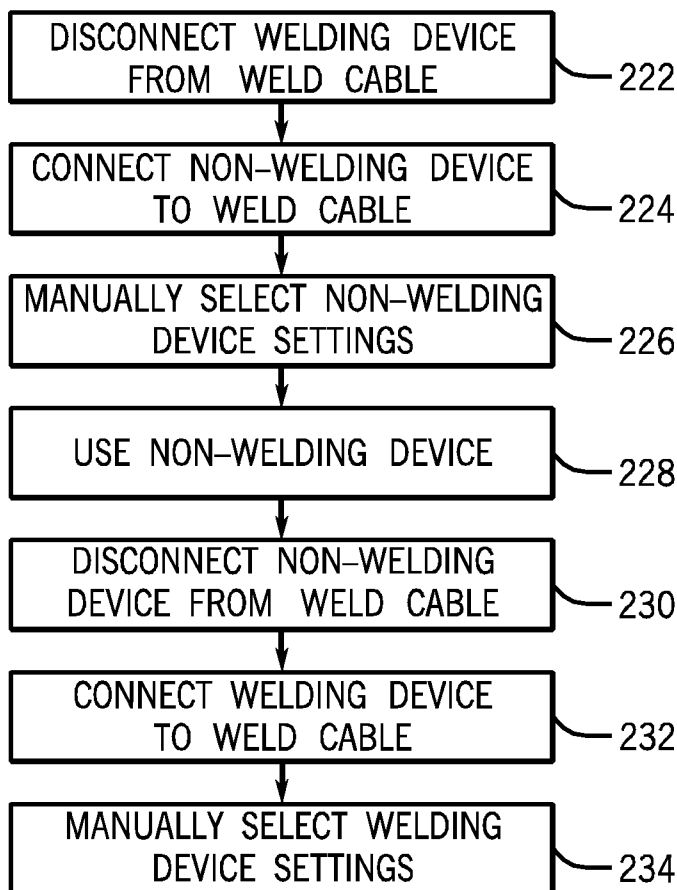 DISCONNECT WELDING DEVICE
FROM WELD CABLE
222
CONNECT NON–WELDING DEVICE
TO WELD CABLE
224
MANUALLY SELECT NON–WELDING
DEVICE SETTINGS
226
USE NON–WELDING DEVICE
228
DISCONNECT NON–WELDING
DEVICE FROM WELD CABLE
230
CONNECT WELDING DEVICE
TO WELD CABLE
232
MANUALLY SELECT WELDING
DEVICE SETTINGS
234